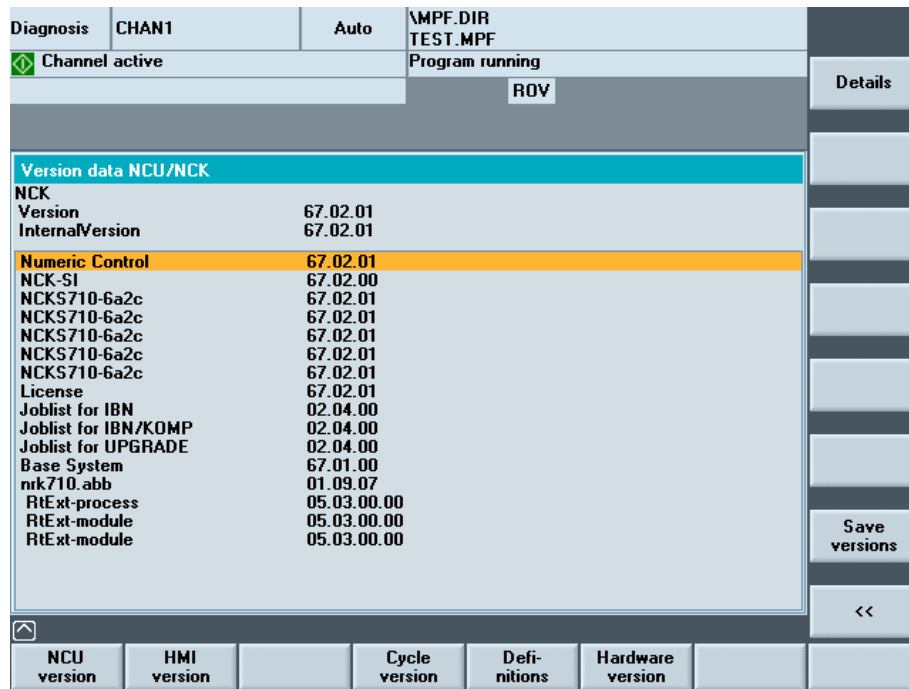 Diagnosis CHAN1 Auto \MPF.DIR
TEST.MPF
Channel active Program running
ROV
Details
Version data NCU/NCK
NCK
Version 67.02.01
InternalVersion 67.02.01
Numeric Control 67.02.01
NCK-SI 67.02.00
NCKS710-6a2c 67.02.01
NCKS710-6a2c 67.02.01
NCKS710-6a2c 67.02.01
NCKS710-6a2c 67.02.01
NCKS710-6a2c 67.02.01
License 67.02.01
Joblist for IBN 02.04.00
Joblist for IBN/KOMP 02.04.00
Joblist for UPGRADE 02.04.00
Base System 67.01.00
nrk710.abb 01.09.07
RtExt-process 05.03.00.00
RtExt-module 05.03.00.00
RtExt-module 05.03.00.00
Save
versions
<<
NCU
version
HMI
version
Cycle
version
Defi-
nitions
Hardware
version